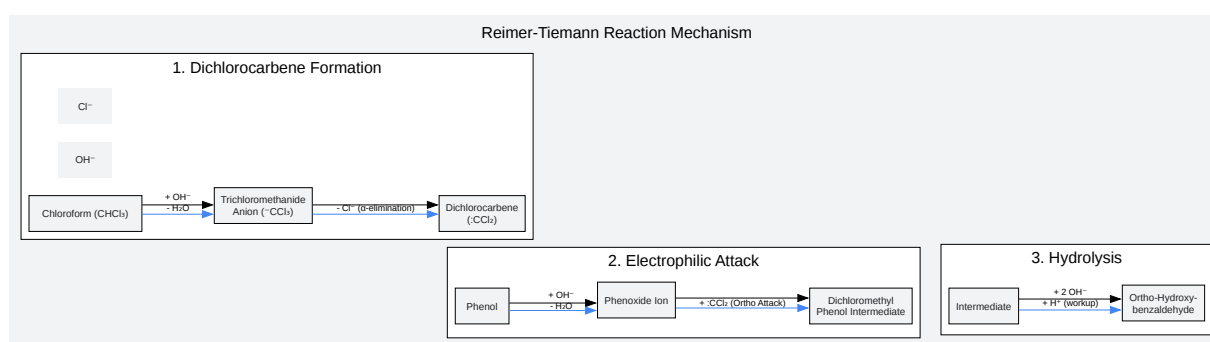 Reimer-Tiemann Reaction Mechanism
1. Dichlorocarbene Formation
Cl⁻
OH⁻
Chloroform (CHCl₃)
+ OH⁻
- H₂O
Trichloromethanide
Anion (⁻CCl₃)
- Cl⁻ (α-elimination)
Dichlorocarbene
(:CCl₂)
2. Electrophilic Attack
Phenol
+ OH⁻
- H₂O
Phenoxide Ion
+ :CCl₂ (Ortho Attack)
Dichloromethyl
Phenol Intermediate
3. Hydrolysis
Intermediate
+ 2 OH⁻
+ H⁺ (workup)
Ortho-Hydroxy-
benzaldehyde